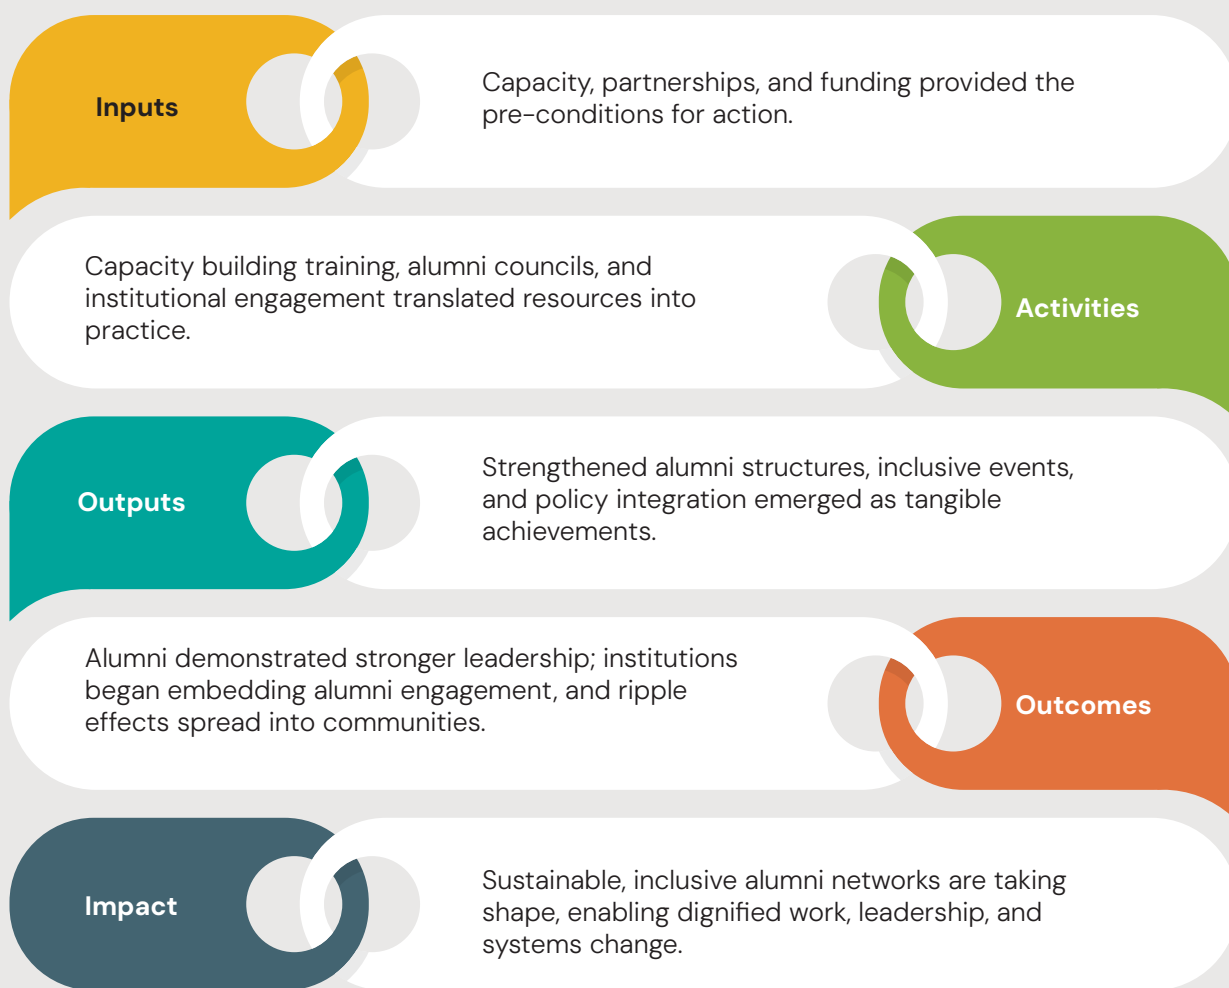 Inputs
Capacity, partnerships, and funding provided the
pre-conditions for action.
Capacity building training, alumni councils, and
institutional engagement translated resources into
practice.
Activities
Outputs
Strengthened alumni structures, inclusive events,
and policy integration emerged as tangible
achievements.
Alumni demonstrated stronger leadership; institutions
began embedding alumni engagement, and ripple
effects spread into communities.
Outcomes
Impact
Sustainable, inclusive alumni networks are taking
shape, enabling dignified work, leadership, and
systems change.